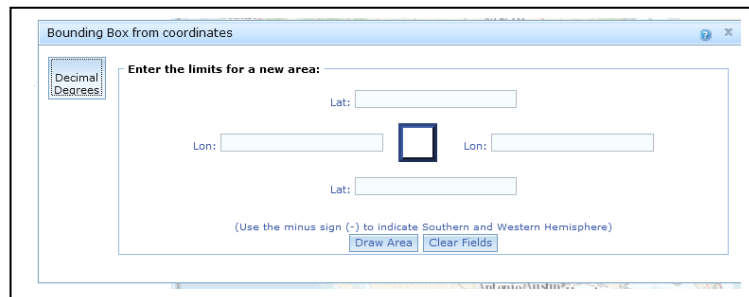 Bounding Box from coordinates
? x
Decimal
Degrees
Enter the limits for a new area:
Lat:
Lon: Lon:
Lat:
(Use the minus sign (-) to indicate Southern and Western Hemisphere)
Draw Area Clear Fields